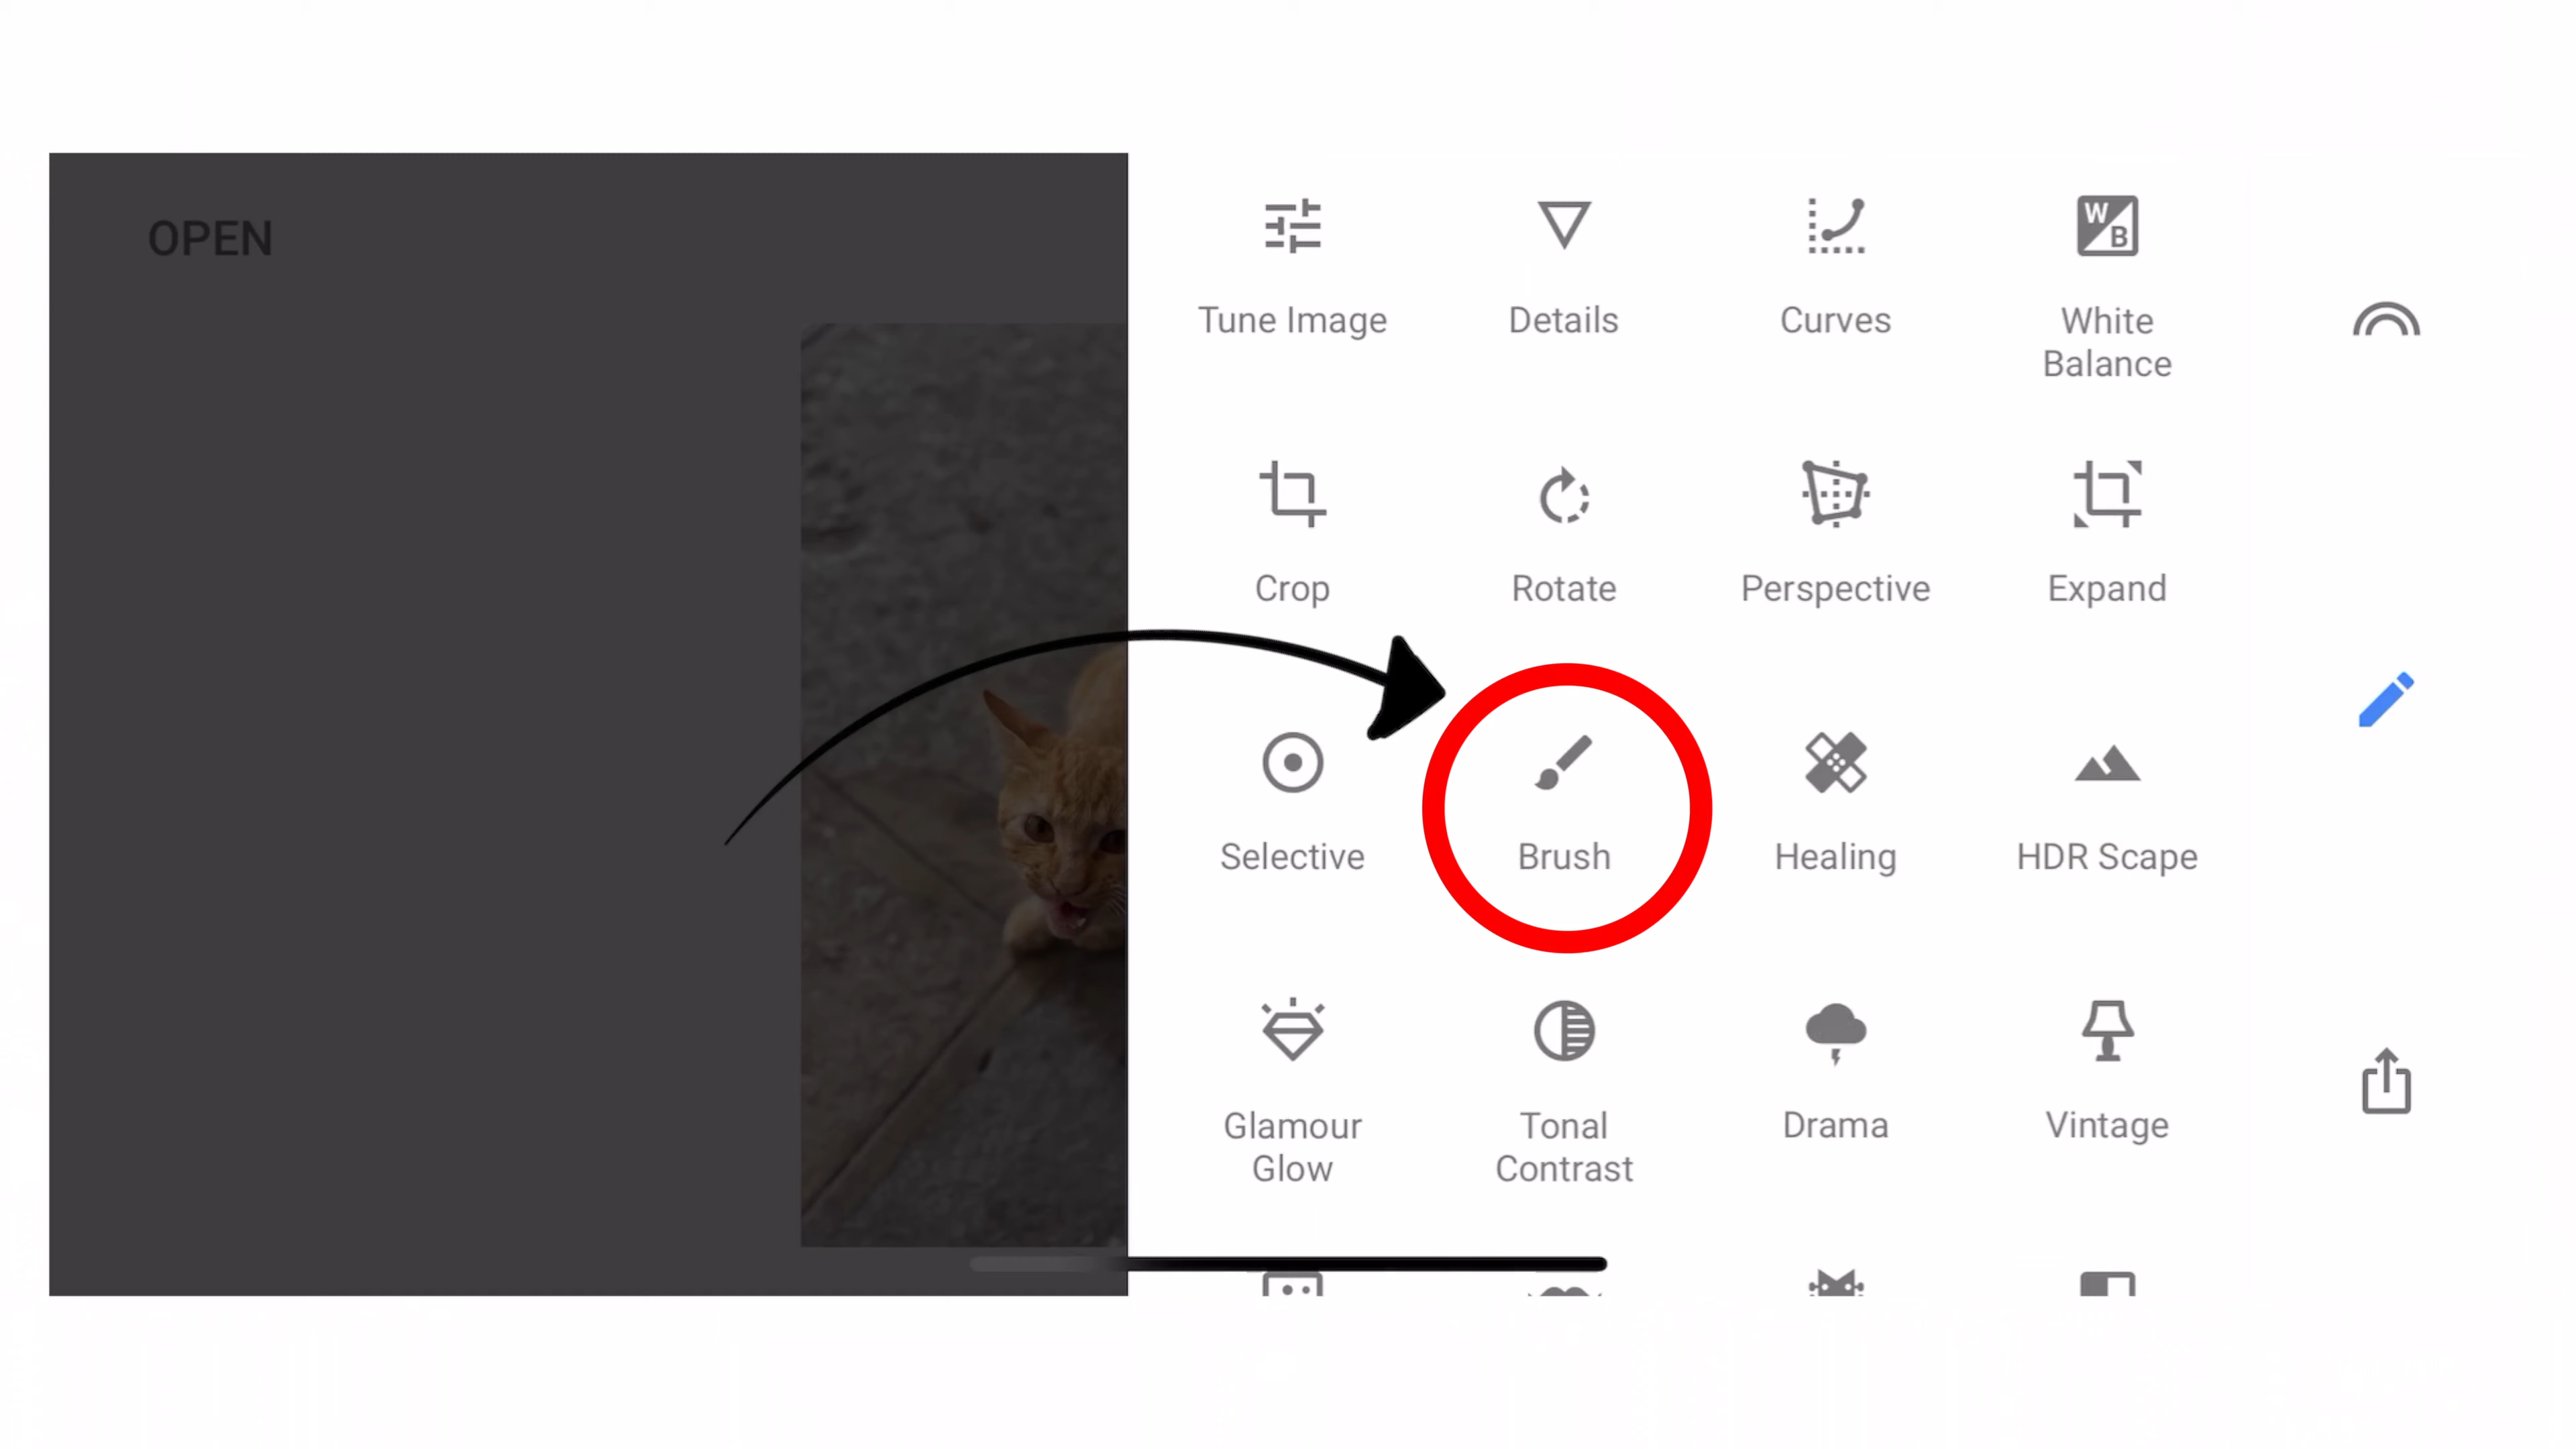 OPEN
Tune Image
Details
Curves
W
B
White
Balance
Crop
Rotate
Perspective
Expand
Selective
Brush
Healing
HDR Scape
Glamour
Glow
Tonal
Contrast
Drama
Vintage